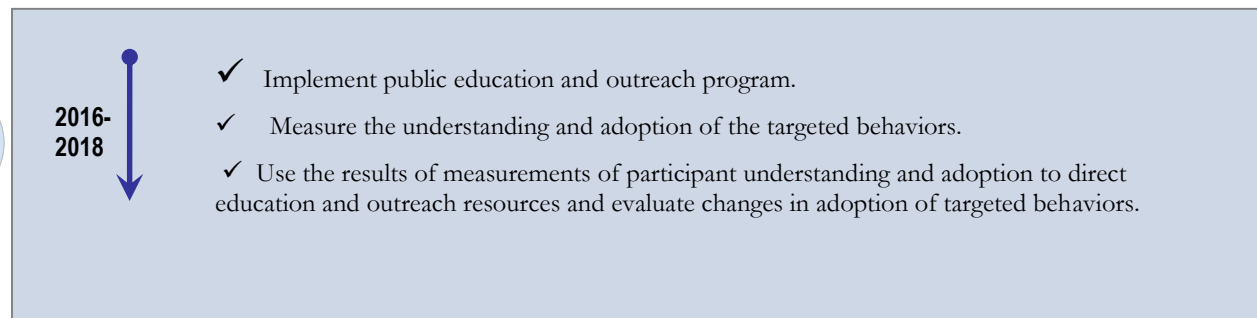 2016-
2018
✓ Implement public education and outreach program.
✓ Measure the understanding and adoption of the targeted behaviors.
✓ Use the results of measurements of participant understanding and adoption to direct
education and outreach resources and evaluate changes in adoption of targeted behaviors.